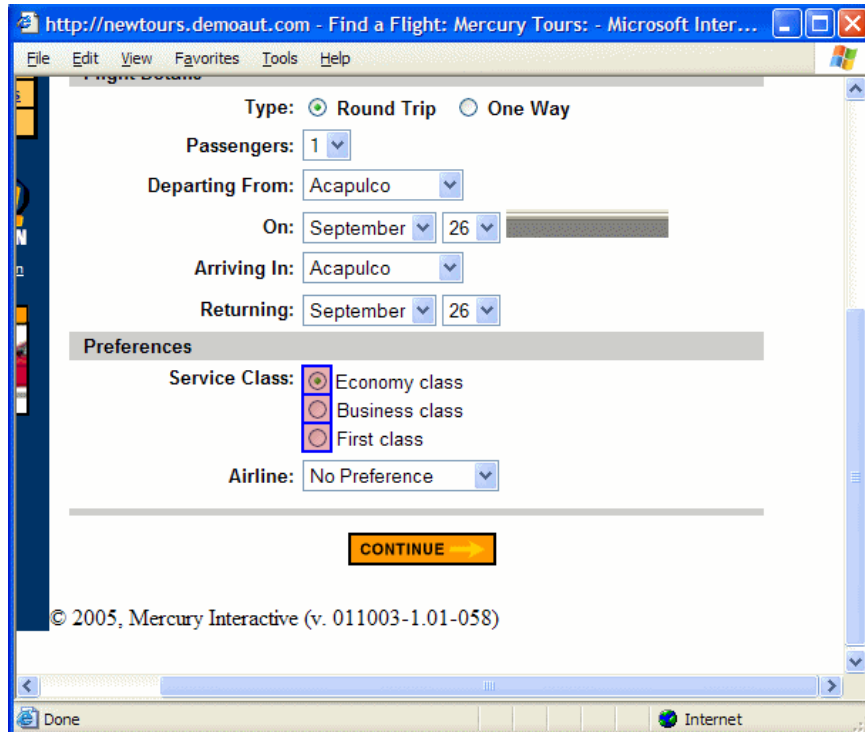 http://newtours.demoaut.com - Find a Flight: Mercury Tours: - Microsoft Inter...
File Edit View Favorites Tools Help
Flight Details
Type: Round Trip One Way
Passengers: 1
Departing From: Acapulco
On: September 26
Arriving In: Acapulco
Returning: September 26
Preferences
Service Class: Economy class
Business class
First class
Airline: No Preference
CONTINUE
© 2005, Mercury Interactive (v. 011003-1.01-058)
Done Internet